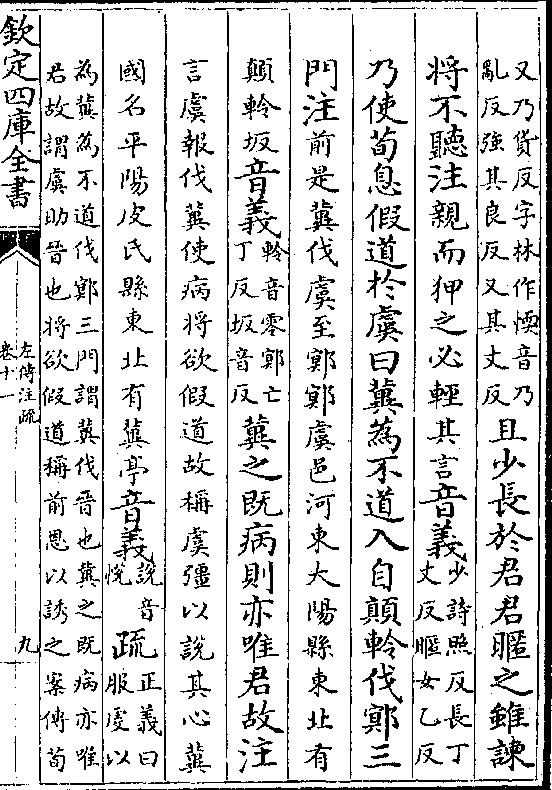 又乃貨反字林作愞音乃
亂反強其良反又其丈反
且少長於君君暱之雖諫
將不聽注親而狎之必輕其言音義
少詩照反長丁
丈反暱女乙反
乃使荀息假道於虞曰冀為不道入自顛軨伐鄍三
門注前是冀伐虞至鄍鄍虞邑河東大陽縣東北有
顛軨坂音義
軨音零鄍亡
丁反坂音反
冀之既病則亦唯君故注
言虞報伐冀使病將欲假道故稱虞彊以說其心冀
國名平陽皮氏縣東北有冀亭音義
說音
悅
疏
正義曰
服虔以
為冀為不道伐鄍三門謂冀伐晉也冀之既病亦唯
君故謂虞助晉也將欲假道稱前恩以誘之案傳荀
欽定四庫全書
左傳注疏
卷十一
九